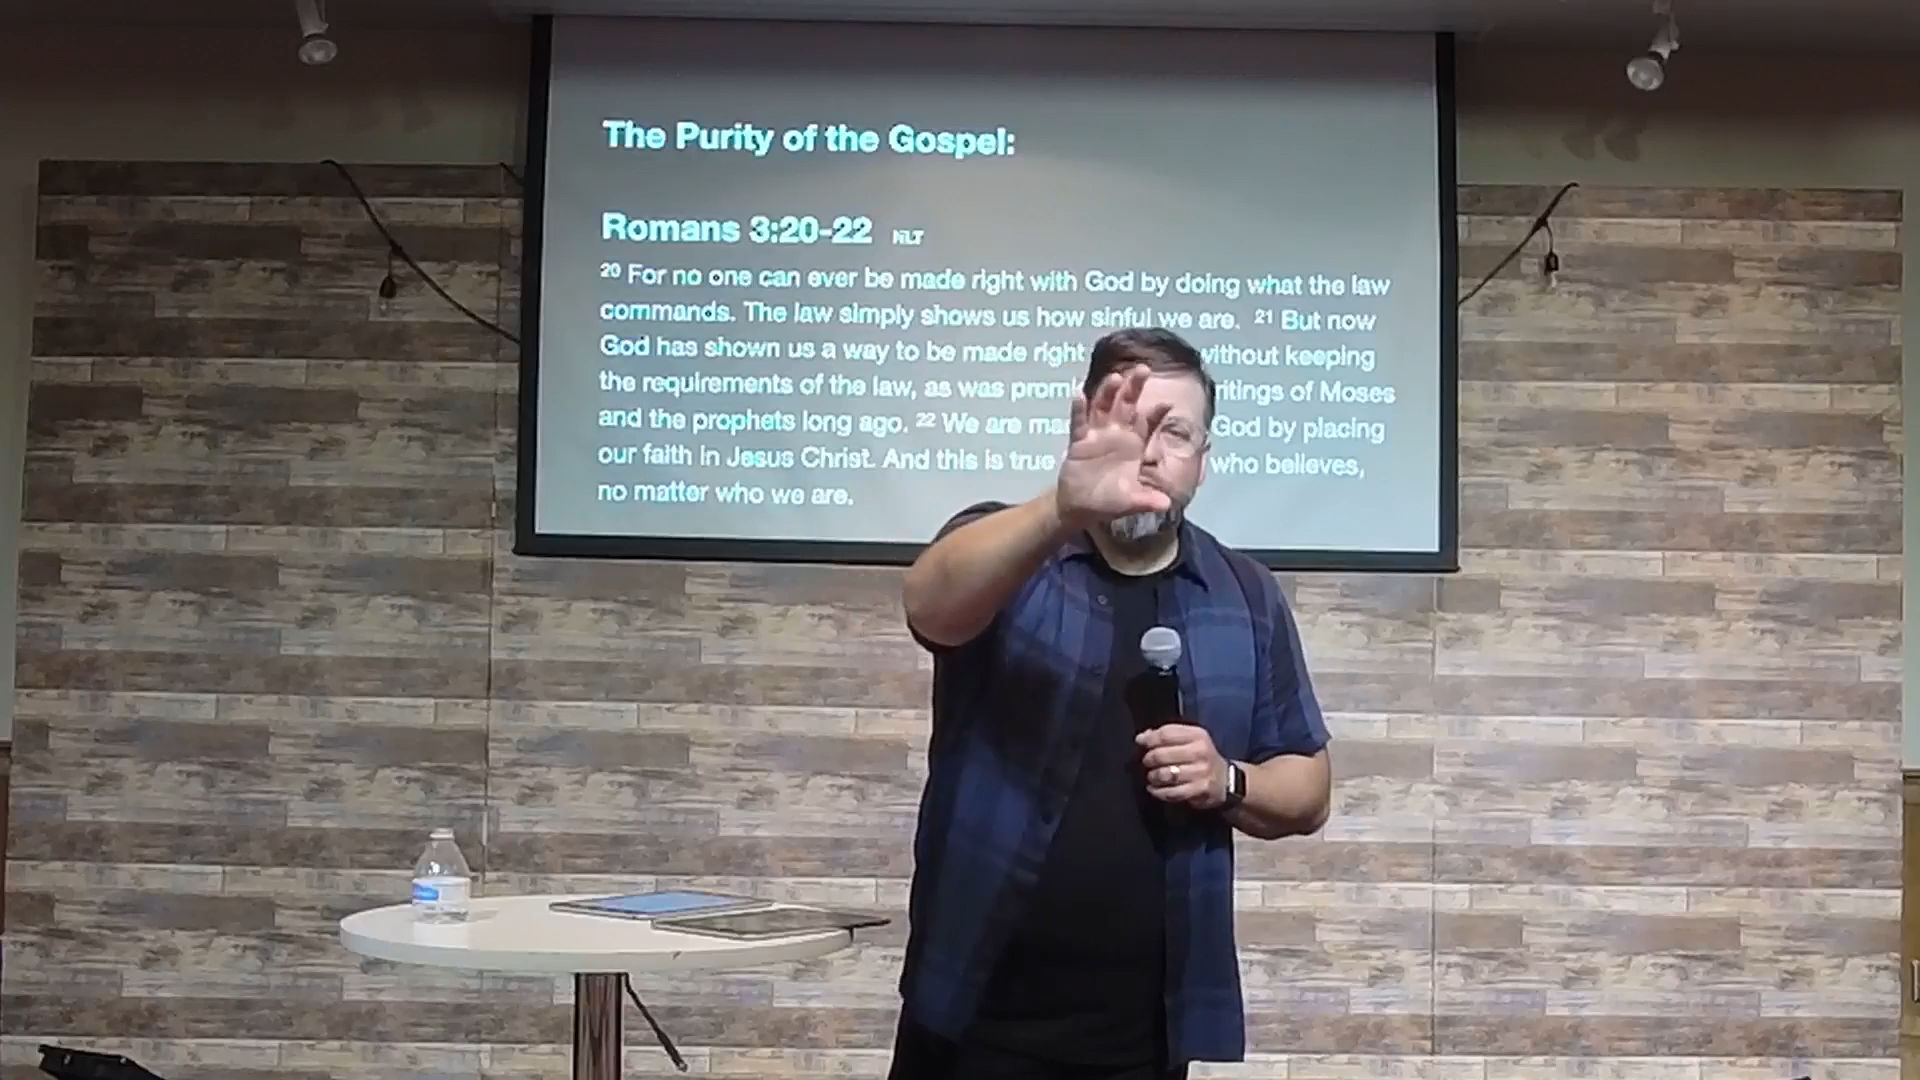 The Purity of the Gospel:
Romans 3:20-22 NLT
20 For no one can ever be made right with God by doing what the law
commands. The law simply shows us how sinful we are. 21 But now
God has shown us a way to be made right without keeping
the requirements of the law, as was of Moses
and the prophets long ago. 22 We are God by placing
our faith in Jesus Christ. And this is true who believes,
no matter who we are.